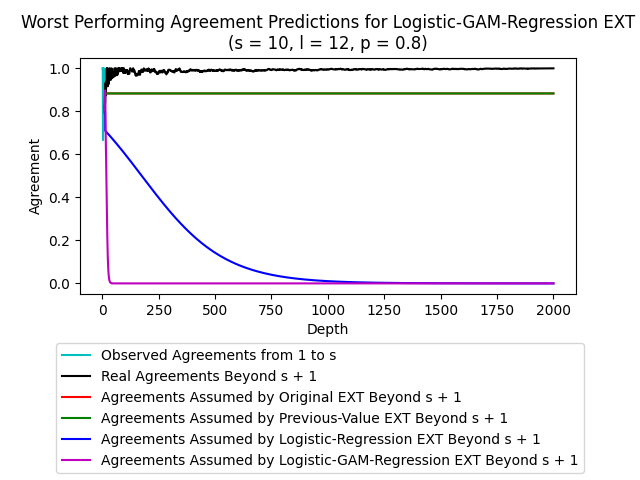 Worst Performing Agreement Predictions for Logistic-GAM-Regression EXT
(s = 10, l = 12, p = 0.8)
1.0
0.8
0.6
0.4
0.2
0.0
Agreement
0 250 500 750 1000 1250 1500 1750 2000
Depth
Observed Agreements from 1 to s
Real Agreements Beyond s + 1
Agreements Assumed by Original EXT Beyond s + 1
Agreements Assumed by Previous-Value EXT Beyond s + 1
Agreements Assumed by Logistic-Regression EXT Beyond s + 1
Agreements Assumed by Logistic-GAM-Regression EXT Beyond s + 1